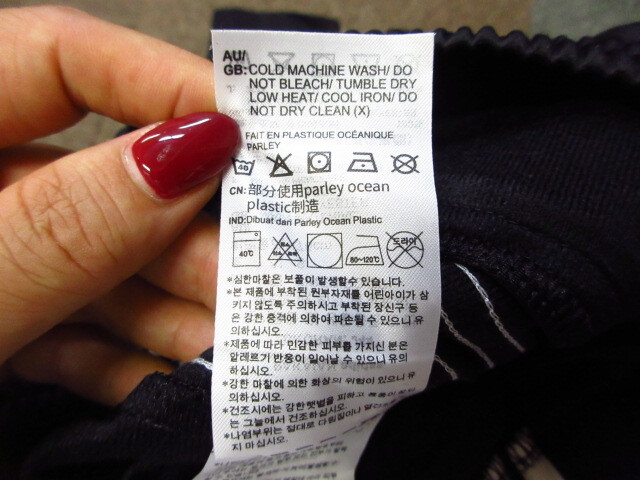 AU/
GB: COLD MACHINE WASH/ DO
NOT BLEACH/ TUMBLE DRY
LOW HEAT/ COOL IRON/ DO
NOT DRY CLEAN (X)
FAIT EN PLASTIQUE OCÉANIQUE
PARLEY
40
CN: 部分使用parley ocean
plastic制造
IND: Dibuat dari Parley Ocean Plastic
40℃ 80~120℃ 드라이
*심한마찰은 보풀이 발생할수 있습니다.
*본 제품에 부착된 원부자재를 어린아이가 삼
키지 않도록 주의하시고 부착된 장신구 등
은 강한 충격에 의하여 파손될 수 있으니 유
의하십시오.
*제품에 따라 민감한 피부를 가지신 분은
알레르기 반응이 일어날 수 있으니 유의
하십시오.
*강한 마찰에 의한 화상의 위험이 있으니 유
의하십시오.
*건조시에는 강한햇볕을 피하고
는 그늘에서 건조하십시오.
*나염부위는 절대로 다림질이나
지 마십시오.